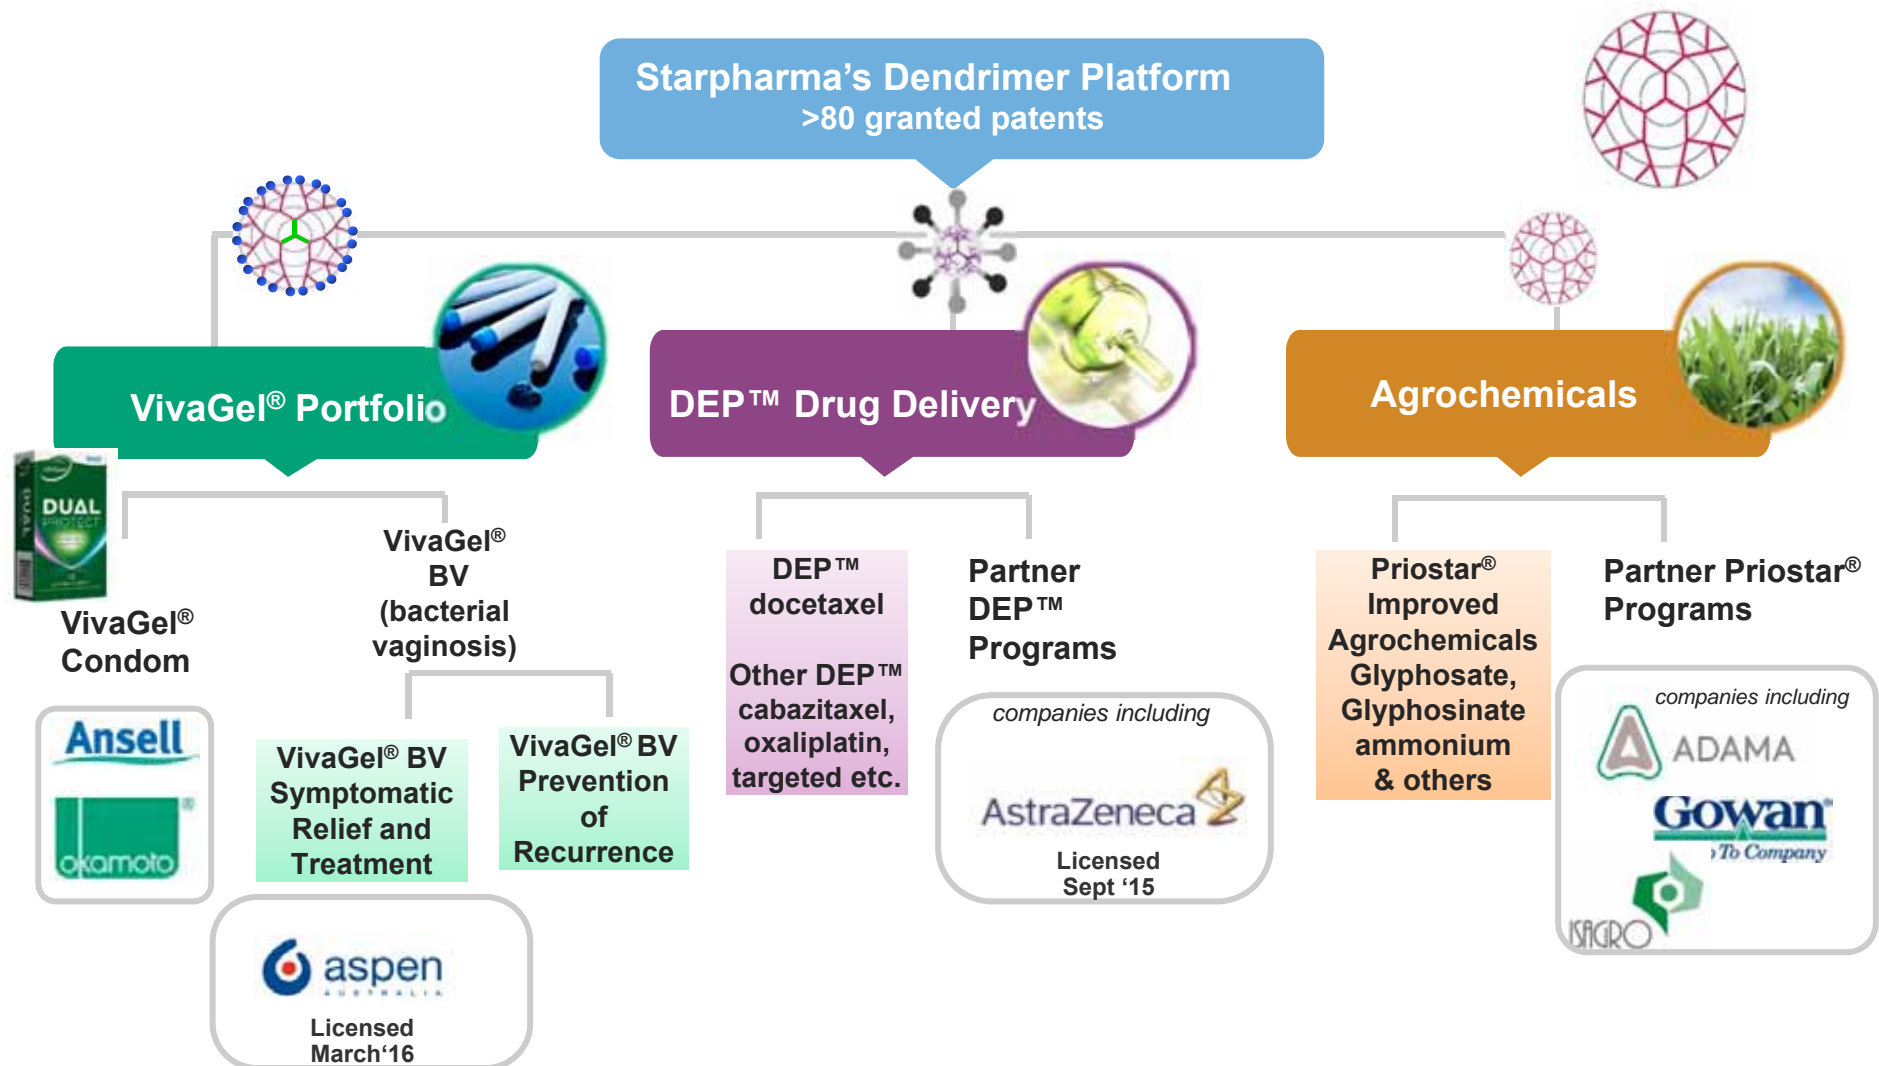 Starpharma’s Dendrimer Platform
>80 granted patents
VivaGel® Portfolio
DEP™ Drug Delivery
Agrochemicals
DUAL
PROTECT
DUAL
VivaGel®
Condom
Ansell
okamoto
®
VivaGel®
BV
(bacterial
vaginosis)
VivaGel® BV
Symptomatic
Relief and
Treatment
VivaGel® BV
Prevention
of
Recurrence
aspen
AUSTRALIA
Licensed
March‘16
DEP™
docetaxel
Other DEP™
cabazitaxel,
oxaliplatin,
targeted etc.
Partner
DEP™
Programs
companies including
AstraZeneca
Licensed
Sept ‘15
Priostar®
Improved
Agrochemicals
Glyphosate,
Glyphosinate
ammonium
& others
Partner Priostar®
Programs
companies including
ADAMA
Gowan®
To Company
ISAGRO